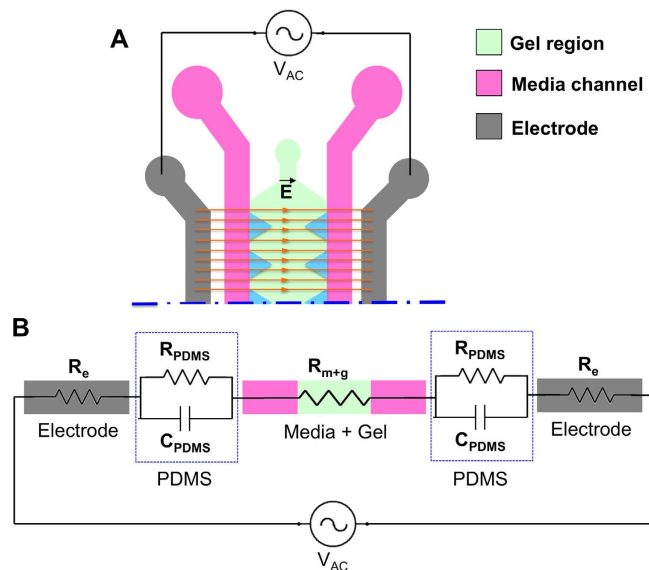 A
V_AC
Gel region
Media channel
Electrode
E
B
R_e
R_PDMS
C_PDMS
R_m+g
R_PDMS
C_PDMS
R_e
Electrode
PDMS
Media + Gel
PDMS
Electrode
V_AC